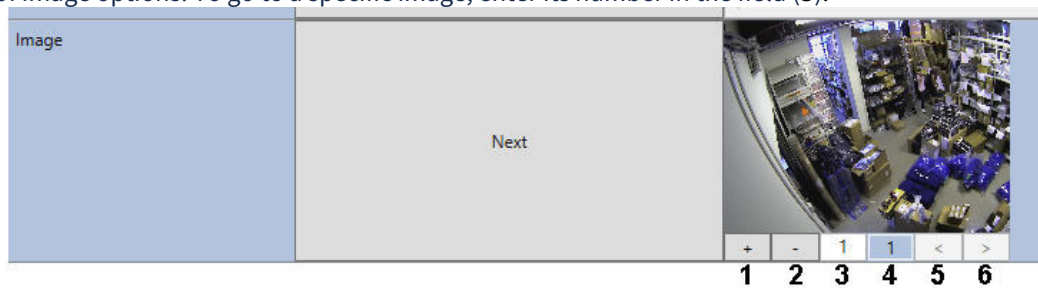 of image options. To go to a specific image, enter its number in the field (3).
Image
Next
+ - 1 1 < >
1 2 3 4 5 6